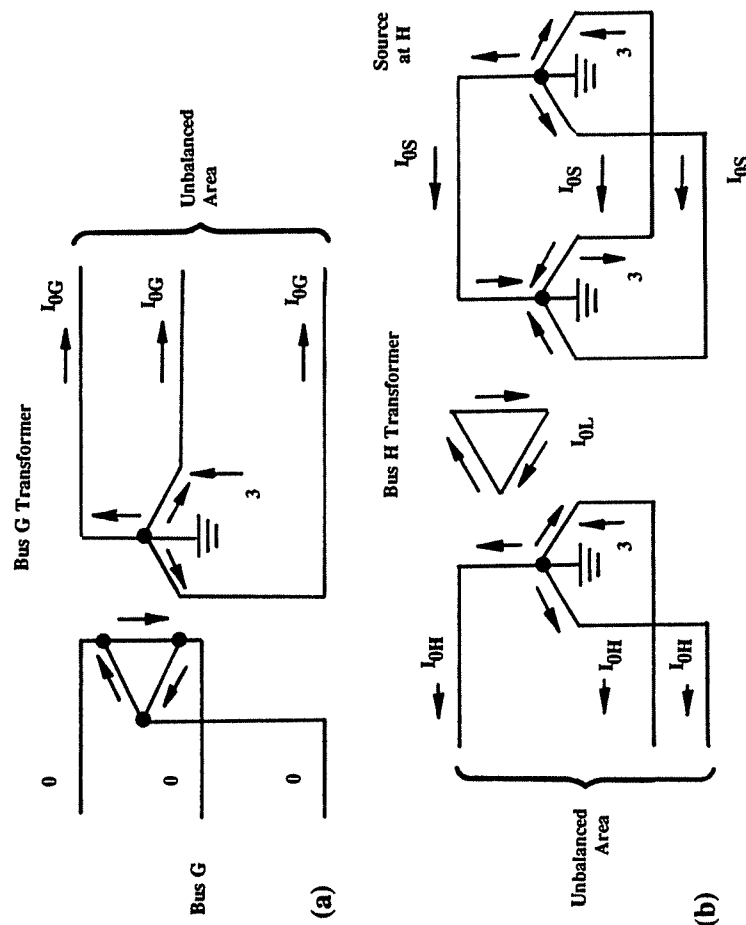 Bus G Transformer
0
0
0
Bus G
3
I0G
I0G
I0G
Unbalanced
Area
(a)
Bus H Transformer
Source
at H
I0H
I0H
I0H
3
I0L
3
I0S
I0S
I0S
3
Unbalanced
Area
(b)